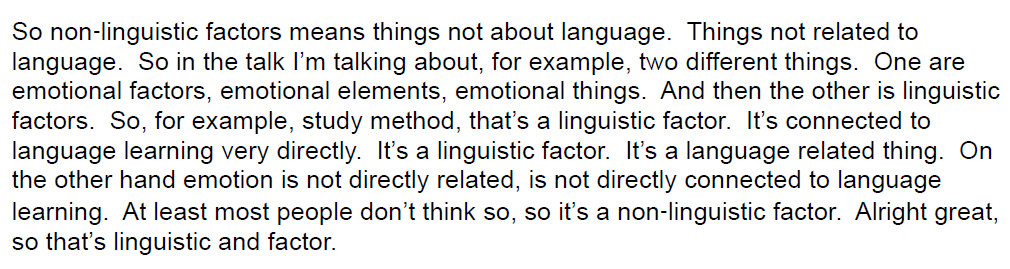 So non-linguistic factors means things not about language.  Things not related to
language.  So in the talk I'm talking about, for example, two different things.  One are
emotional factors, emotional elements, emotional things.  And then the other is linguistic
factors.  So, for example, study method, that's a linguistic factor.  It's connected to
language learning very directly.  It's a linguistic factor.  It's a language related thing.  On
the other hand emotion is not directly related, is not directly connected to language
learning.  At least most people don't think so, so it's a non-linguistic factor.  Alright great,
so that's linguistic and factor.